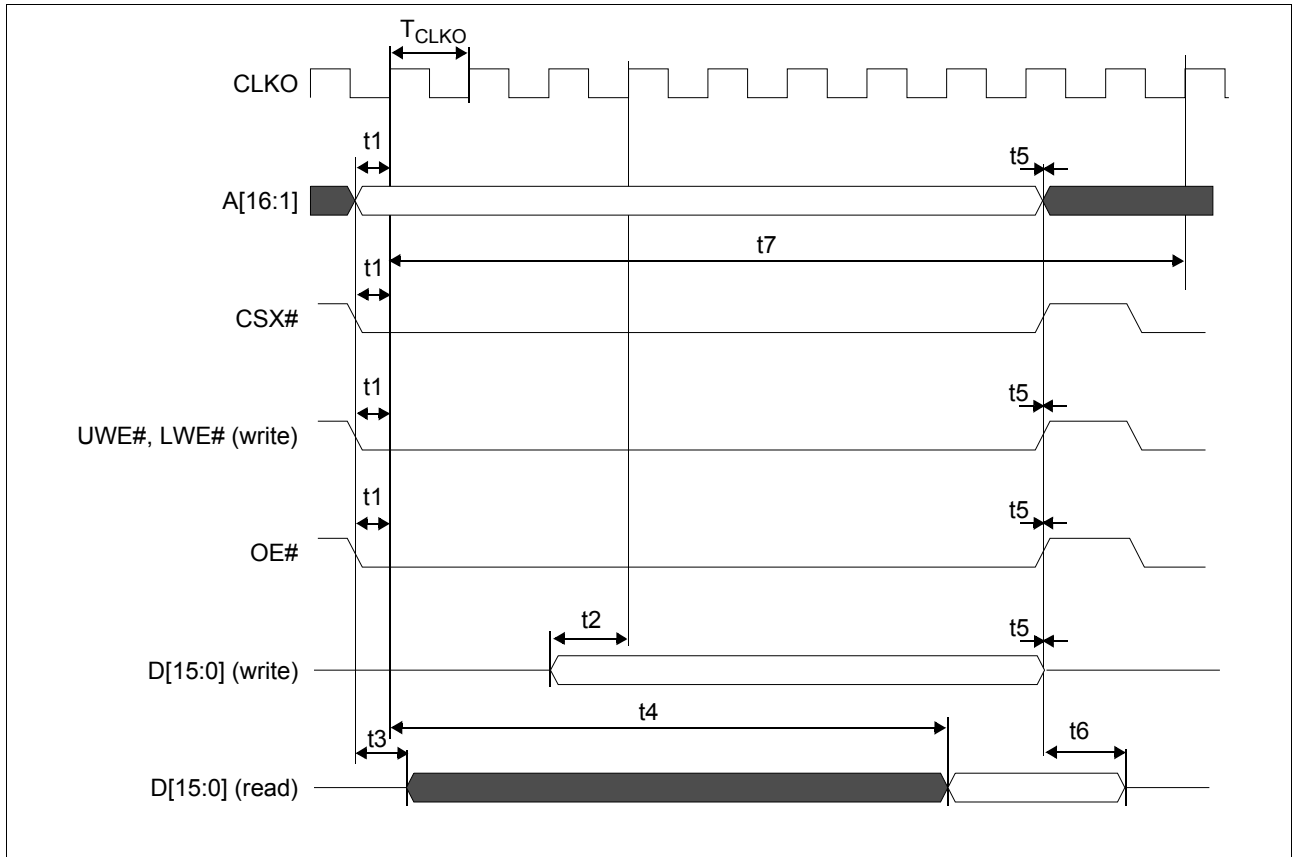 T_CLKO
CLKO
t1
t5
A[16:1]
t7
t1
CSX#
t1
t5
UWE#, LWE# (write)
t1
t5
OE#
t2
t5
D[15:0] (write)
t4
t3
t6
D[15:0] (read)